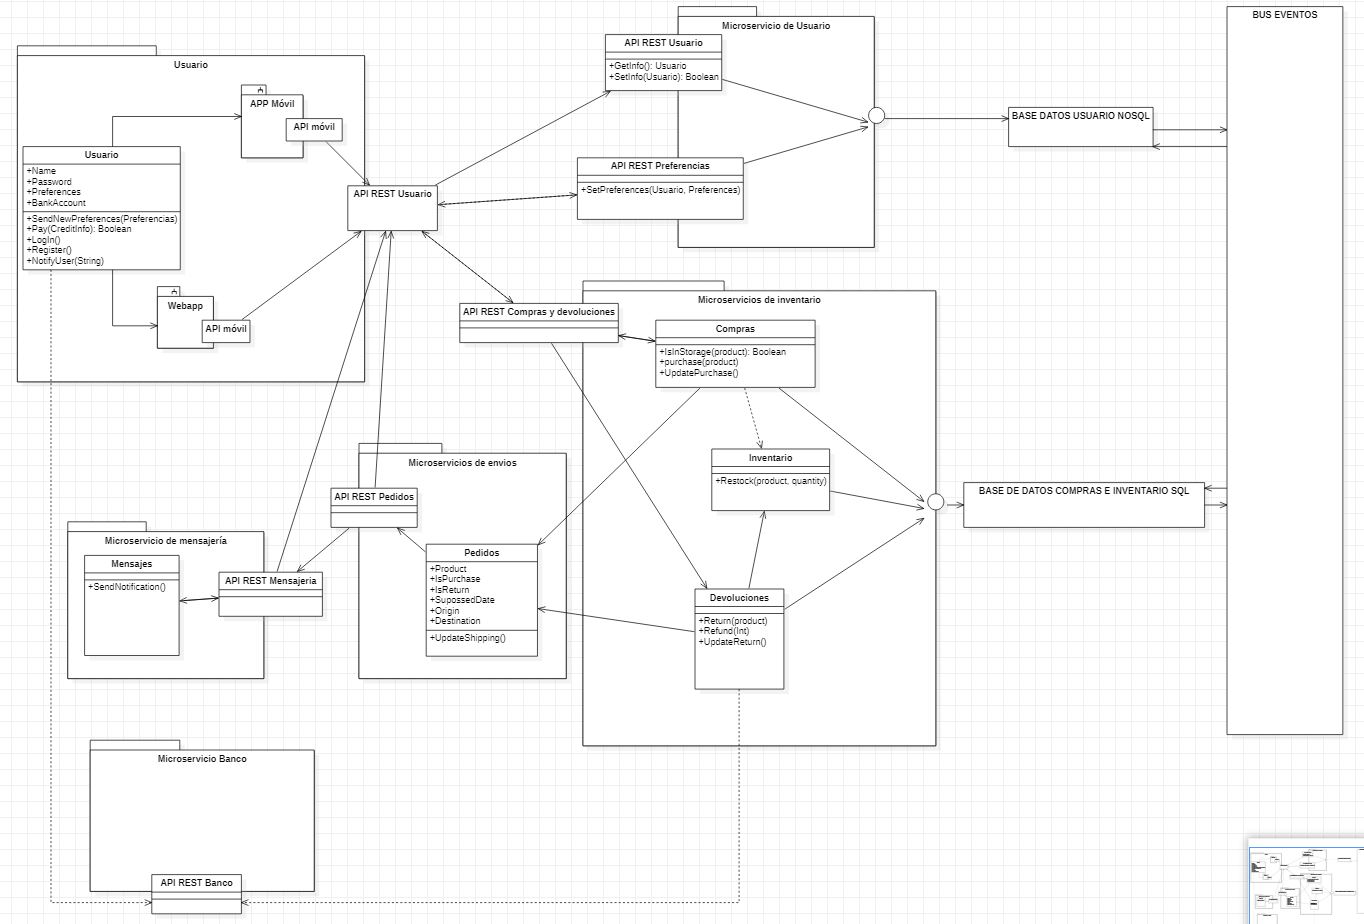 Usuario
APP Móvil
API móvil
Usuario
+Name
+Password
+Preferences
+BankAccount
+SendNewPreferences(Preferencias)
+Pay(CreditInfo): Boolean
+LogIn()
+Register()
+NotifyUser(String)
Webapp
API móvil
API REST Usuario
Microservicio de Usuario
API REST Usuario
+GetInfo(): Usuario
+SetInfo(Usuario): Boolean
API REST Preferencias
+SetPreferences(Usuario, Preferences)
BASE DATOS USUARIO NOSQL
BUS EVENTOS
Microservicios de inventario
API REST Compras y devoluciones
Compras
+IsInStorage(product): Boolean
+purchase(product)
+UpdatePurchase()
Inventario
+Restock(product, quantity)
BASE DE DATOS COMPRAS E INVENTARIO SQL
Devoluciones
+Return(product)
+Refund(Int)
+UpdateReturn()
Microservicios de envios
API REST Pedidos
Pedidos
+Product
+IsPurchase
+IsReturn
+SupossedDate
+Origin
+Destination
+UpdateShipping()
Microservicio de mensajería
Mensajes
+SendNotification()
API REST Mensajeria
Microservicio Banco
API REST Banco